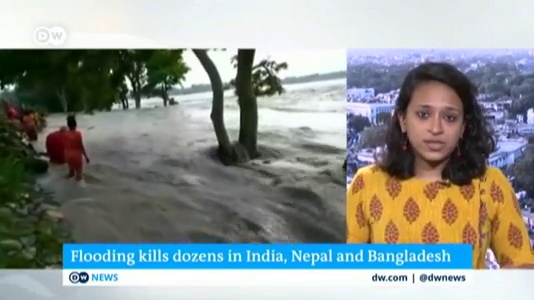 DW
Flooding kills dozens in India, Nepal and Bangladesh
DW NEWS
dw.com | @dwnews